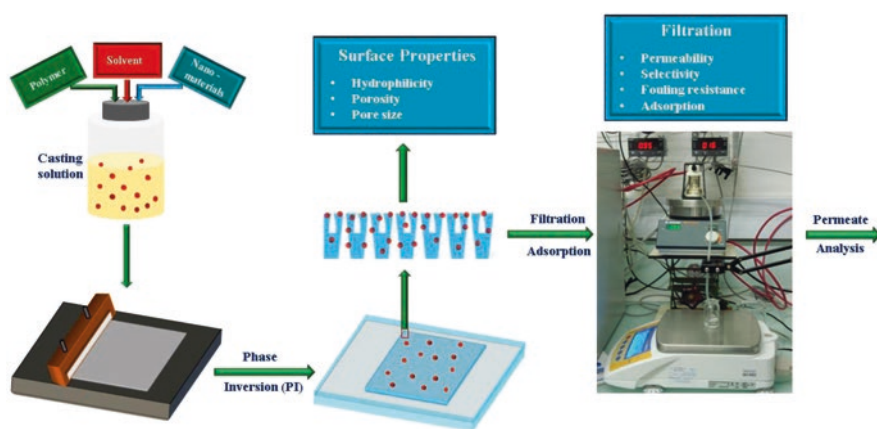 Polymer
Solvent
Nano-
materials
Casting
solution
Phase
Inversion (PI)
Surface Properties
• Hydrophilicity
• Porosity
• Pore size
Filtration
Adsorption
Filtration
• Permeability
• Selectivity
• Fouling resistance
• Adsorption
Permeate
Analysis